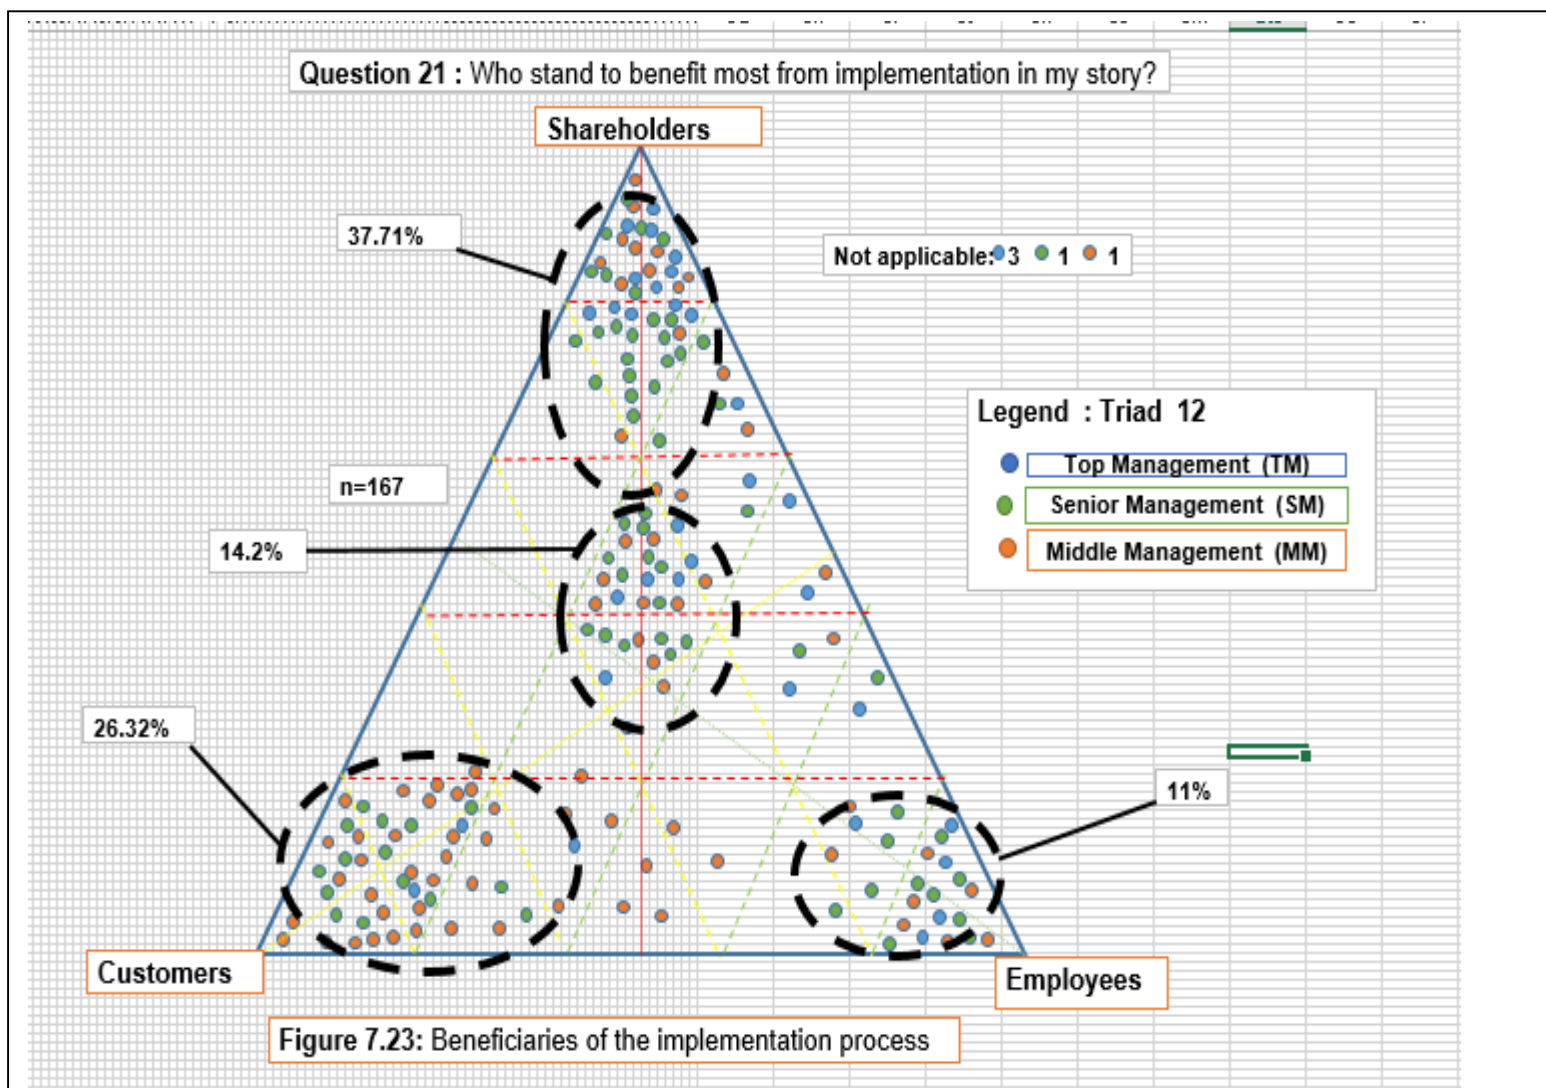 Question 21 : Who stand to benefit most from implementation in my story?
Shareholders
37.71%
Not applicable: 3 1 1
Legend : Triad 12
Top Management (TM)
n=167
Senior Management (SM)
14.2%
Middle Management (MM)
26.32%
11%
Customers
Employees
Figure 7.23: Beneficiaries of the implementation process